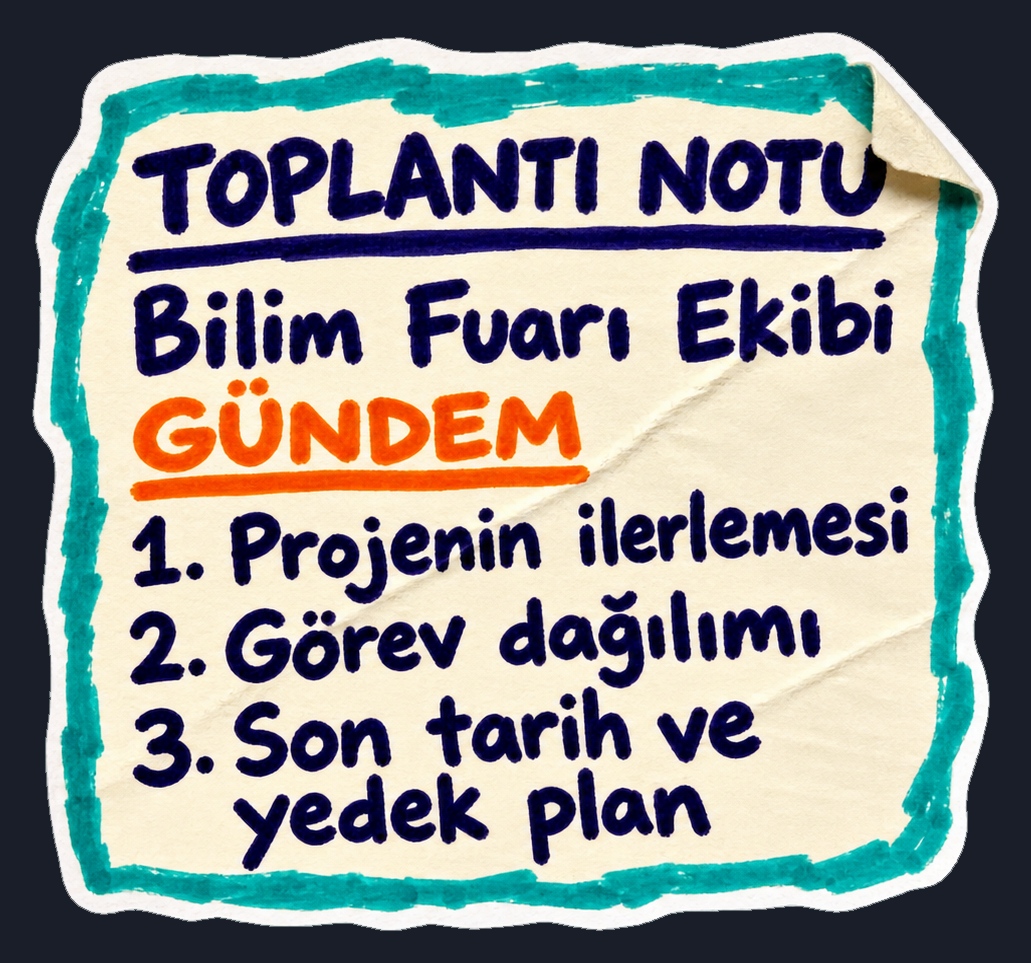 TOPLANTI NOTU
Bilim Fuarı Ekibi
GÜNDEM
1. Projenin ilerlemesi
2. Görev dağılımı
3. Son tarih ve
yedek plan